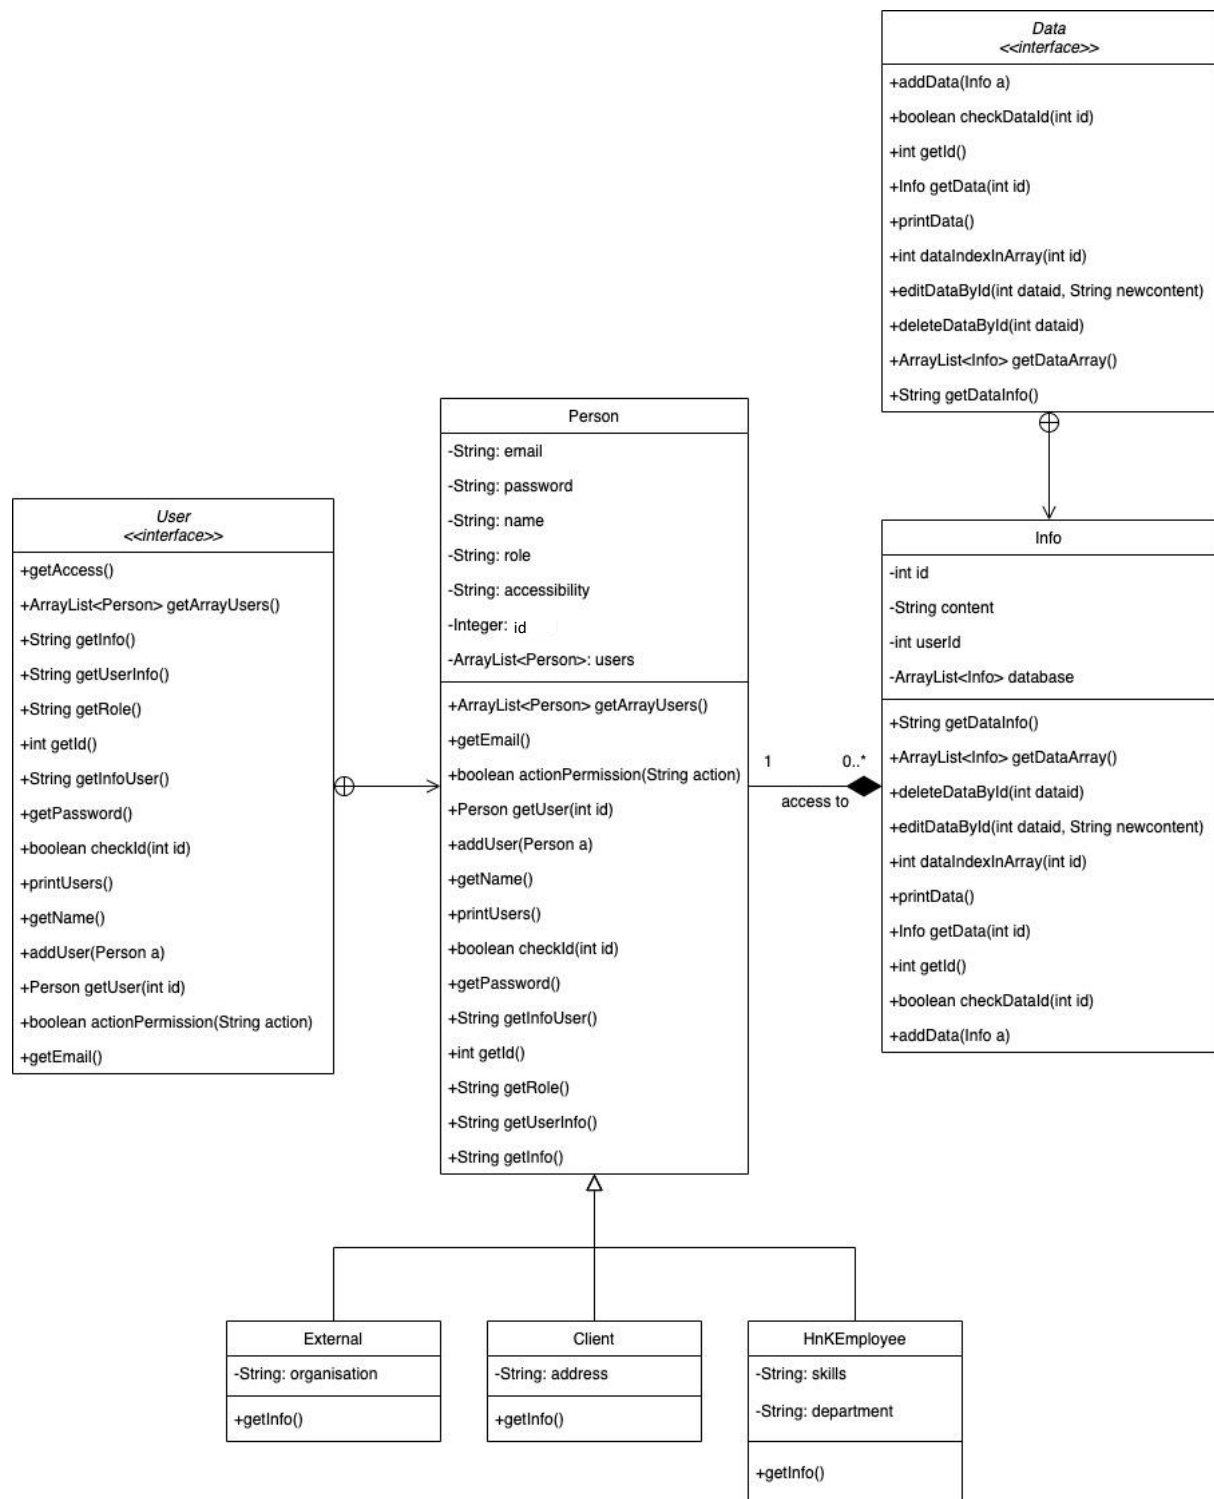 Data
<<interface>>
+addData(Info a)
+boolean checkDataId(int id)
+int getId()
+Info getData(int id)
+printData()
+int dataIndexInArray(int id)
+editDataById(int dataid, String newcontent)
+deleteDataById(int dataid)
+ArrayList<Info> getDataArray()
+String getDataInfo()
User
<<interface>>
+getAccess()
+ArrayList<Person> getArrayUsers()
+String getInfo()
+String getUserInfo()
+String getRole()
+int getId()
+String getInfoUser()
+getPassword()
+boolean checkId(int id)
+printUsers()
+getName()
+addUser(Person a)
+Person getUser(int id)
+boolean actionPermission(String action)
+getEmail()
Person
-String: email
-String: password
-String: name
-String: role
-String: accessibility
-Integer: id
-ArrayList<Person>: users
+ArrayList<Person> getArrayUsers()
+getEmail()
+boolean actionPermission(String action)
+Person getUser(int id)
+addUser(Person a)
+getName()
+printUsers()
+boolean checkId(int id)
+getPassword()
+String getInfoUser()
+int getId()
+String getRole()
+String getUserInfo()
+String getInfo()
1 0..*
access to
Info
-int id
-String content
-int userId
-ArrayList<Info> database
+String getDataInfo()
+ArrayList<Info> getDataArray()
+deleteDataById(int dataid)
+editDataById(int dataid, String newcontent)
+int dataIndexInArray(int id)
+printData()
+Info getData(int id)
+int getId()
+boolean checkDataId(int id)
+addData(Info a)
External
-String: organisation
+getInfo()
Client
-String: address
+getInfo()
HnKEmployee
-String: skills
-String: department
+getInfo()